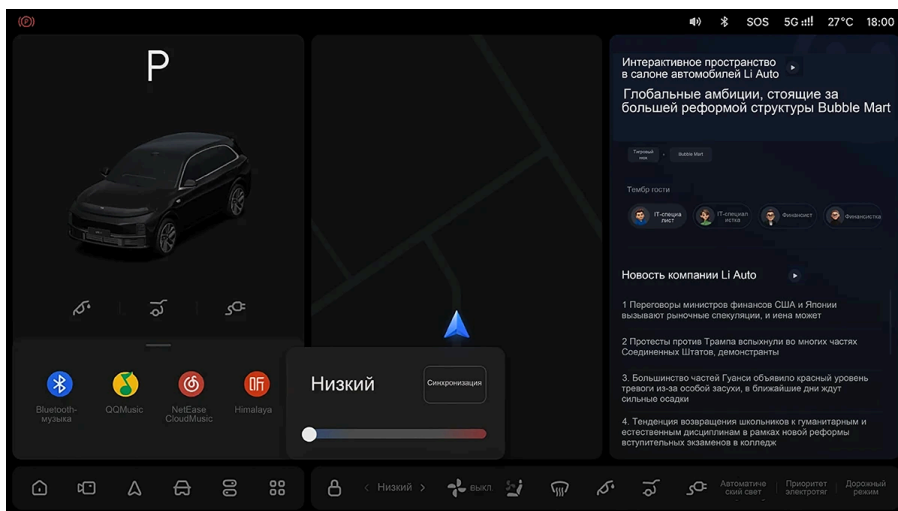 (P)
SOS 5G 27°C 18:00
P
Bluetooth-
музыка
QQMusic
NetEase
CloudMusic
Himalaya
Низкий
Синхронизация
Интерактивное пространство
в салоне автомобилей Li Auto
Глобальные амбиции, стоящие за
большей реформой структуры Bubble Mart
Bubble Mart
Тембр гости
IT-специа
лист
IT-специал
истка
Финансист
Финансистка
Новость компании Li Auto
1 Переговоры министров финансов США и Японии
вызывают рыночные спекуляции, и иена может
2 Протесты против Трампа вспыхнули во многих частях
Соединенных Штатов, демонстранты
3. Большинство частей Гуанси объявило красный уровень
тревоги из-за особой засухи, в ближайшие дни ждут
сильные осадки
4. Тенденция возвращения школьников к гуманитарным и
естественным дисциплинам в рамках новой реформы
вступительных экзаменов в колледж
< Низкий >
выкл.
Автоматиче
ский свет
Приоритет
электротяг
Дорожный
режим